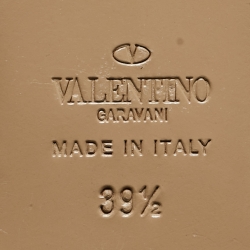 VALENTINO
GARAVANI
MADE IN ITALY
39½